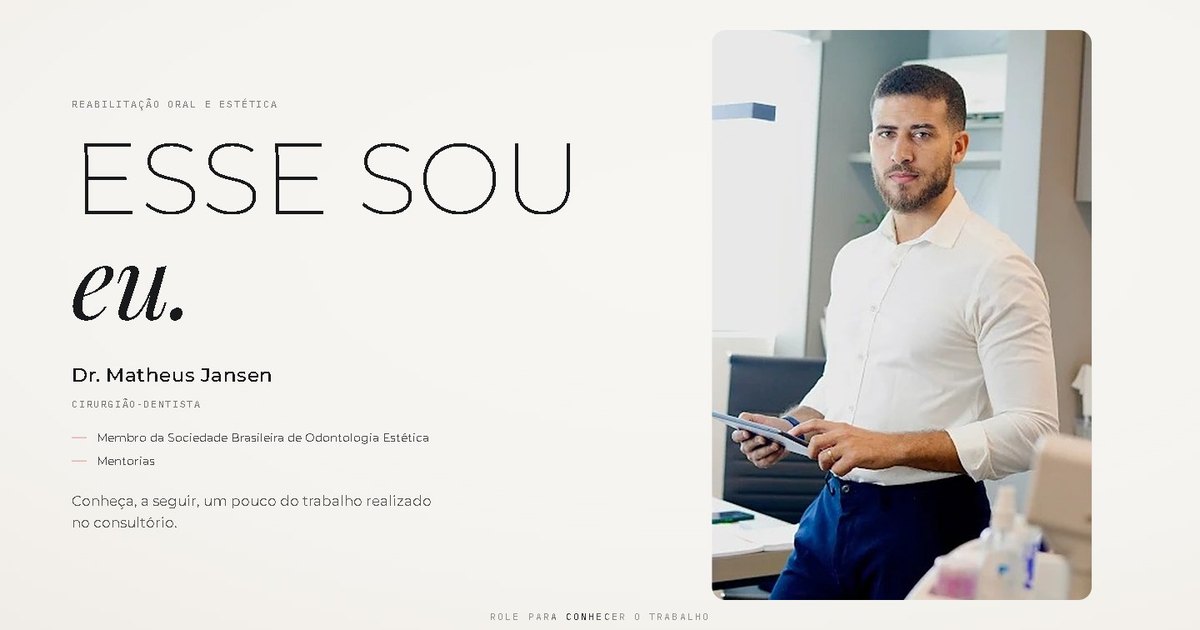 REABILITAÇÃO ORAL E ESTÉTICA
ESSE SOU
eu.
Dr. Matheus Jansen
CIRURGIÃO-DENTISTA
— Membro da Sociedade Brasileira de Odontologia Estética
— Mentorias
Conheça, a seguir, um pouco do trabalho realizado
no consultório.
ROLE PARA CONHECER O TRABALHO